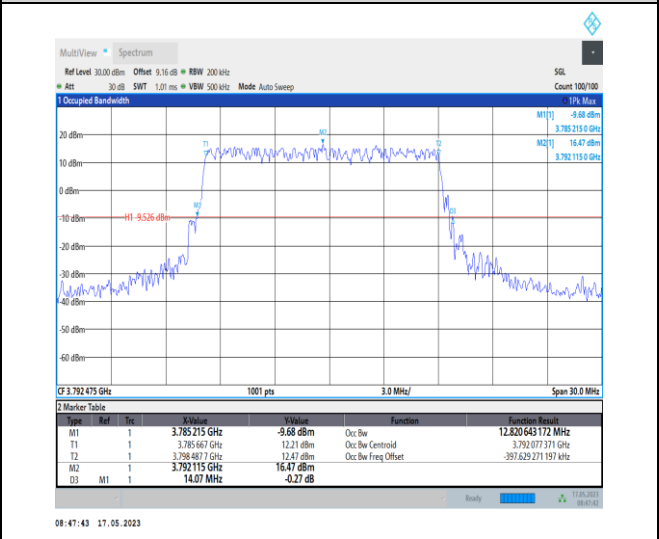 MultiView Spectrum
Ref Level 30.00 dBm Offset 9.16 dB RBW 200 kHz SGL
Att 30 dB SWT 1.01 ms VBW 500 kHz Mode Auto Sweep Count 100/100
1 Occupied Bandwidth 1Pk Max
M1[1] -9.68 dBm
3.785 215 0 GHz
M2[1] 16.47 dBm
3.792 115 0 GHz
20 dBm
T1 M2 T2
10 dBm
0 dBm
M1
D3
-10 dBm H1 -9.526 dBm
-20 dBm
-30 dBm
-40 dBm
-50 dBm
-60 dBm
CF 3.792 475 GHz 1001 pts 3.0 MHz/ Span 30.0 MHz
2 Marker Table
Type Ref Trc X-Value Y-Value Function Function Result
M1 1 3.785 215 GHz -9.68 dBm Occ Bw 12.820 643 172 MHz
T1 1 3.785 667 GHz 12.21 dBm Occ Bw Centroid 3.792 077 371 GHz
T2 1 3.798 487 7 GHz 12.47 dBm Occ Bw Freq Offset -397.629 271 197 kHz
M2 1 3.792 115 GHz 16.47 dBm
D3 M1 1 14.07 MHz -0.27 dB
Ready 17.05.2023
08:47:42
08:47:43 17.05.2023